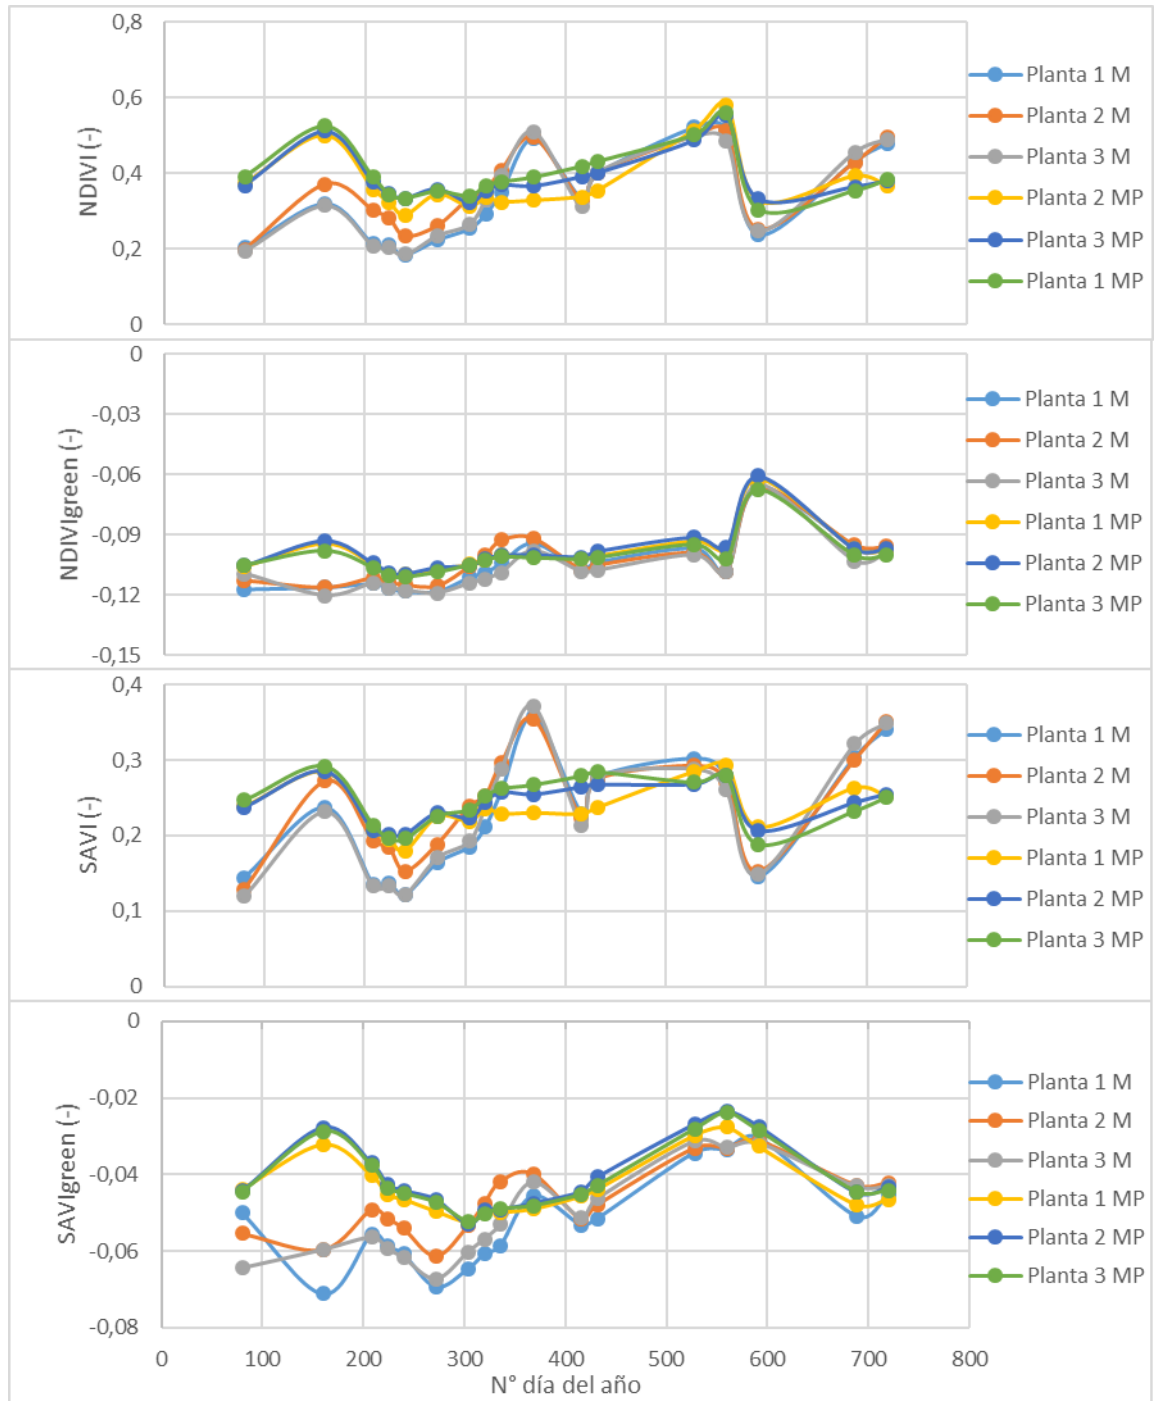 0,8
0,6
0,4
0,2
0
NDIVI (-)
Planta 1 M
Planta 2 M
Planta 3 M
Planta 2 MP
Planta 3 MP
Planta 1 MP
0
-0,03
-0,06
-0,09
-0,12
-0,15
NDIVIgreen (-)
Planta 1 M
Planta 2 M
Planta 3 M
Planta 1 MP
Planta 2 MP
Planta 3 MP
0,4
0,3
0,2
0,1
0
SAVI (-)
Planta 1 M
Planta 2 M
Planta 3 M
Planta 1 MP
Planta 2 MP
Planta 3 MP
0
-0,02
-0,04
-0,06
-0,08
SAVIgreen (-)
Planta 1 M
Planta 2 M
Planta 3 M
Planta 1 MP
Planta 2 MP
Planta 3 MP
0 100 200 300 400 500 600 700 800
N° día del año